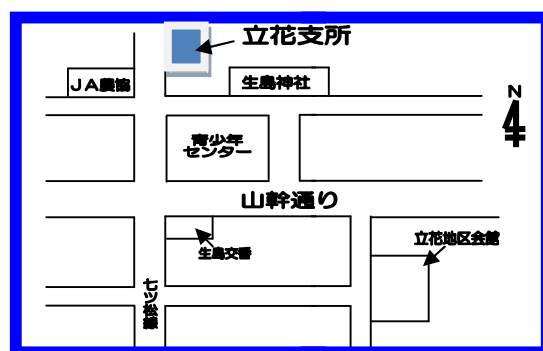 立花支所
JA農協
生島神社
N
青少年
センター
山幹通り
生島交番
立花地区会館
七ツ松線